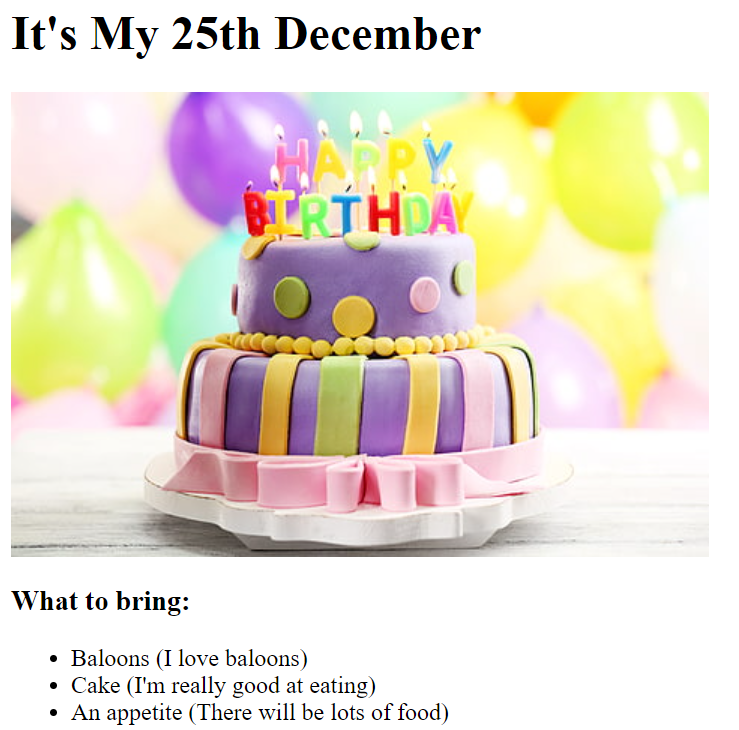 It's My 25th December
HAPPY
BIRTHDAY
What to bring:
Baloons (I love baloons)
Cake (I'm really good at eating)
An appetite (There will be lots of food)